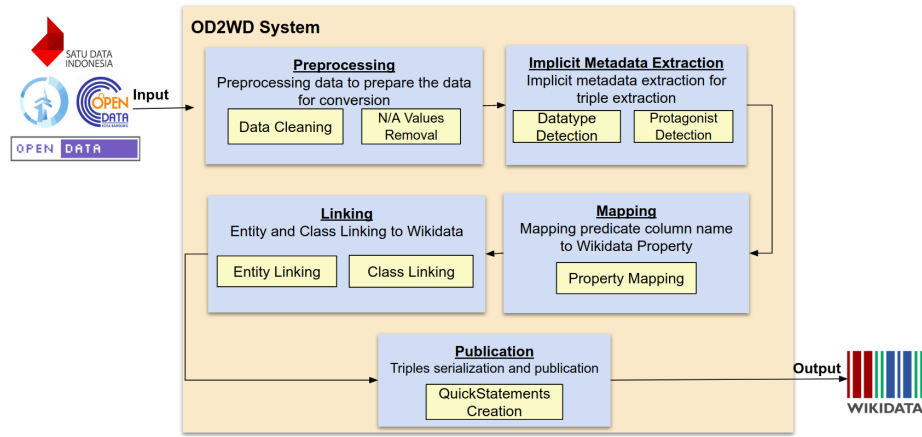 OD2WD System
SATU DATA
INDONESIA
OPEN
DATA
KOTA BANDUNG
OPEN DATA
Input
Preprocessing
Preprocessing data to prepare the data
for conversion
Data Cleaning
N/A Values
Removal
Implicit Metadata Extraction
Implicit metadata extraction for
triple extraction
Datatype
Detection
Protagonist
Detection
Linking
Entity and Class Linking to Wikidata
Entity Linking
Class Linking
Mapping
Mapping predicate column name
to Wikidata Property
Property Mapping
Publication
Triples serialization and publication
QuickStatements
Creation
Output
WIKIDATA